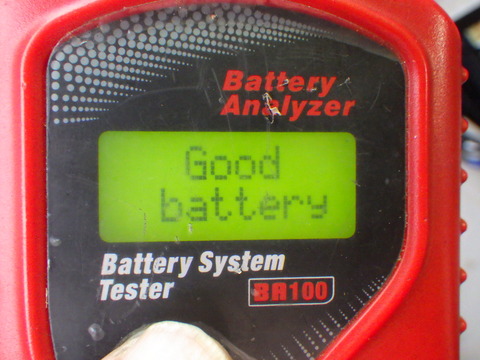 Battery
Analyzer
Good
battery
Battery System
Tester
BA100